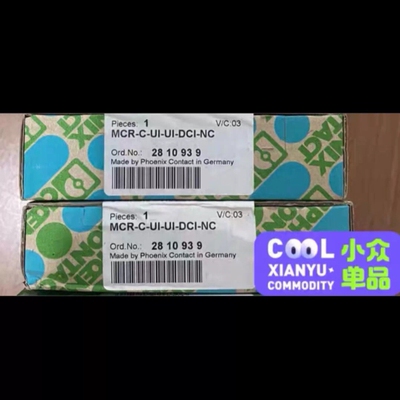 Pieces: 1 V/C.03
MCR-C-UI-UI-DCI-NC
Ord.No.: 28 10 93 9
Made by Phoenix Contact in Germany
Pieces: 1 V/C.03
MCR-C-UI-UI-DCI-NC
Ord.No.: 28 10 93 9
Made by Phoenix Contact in Germany
COOL 小众
XIANYU·
COMMODITY 单品